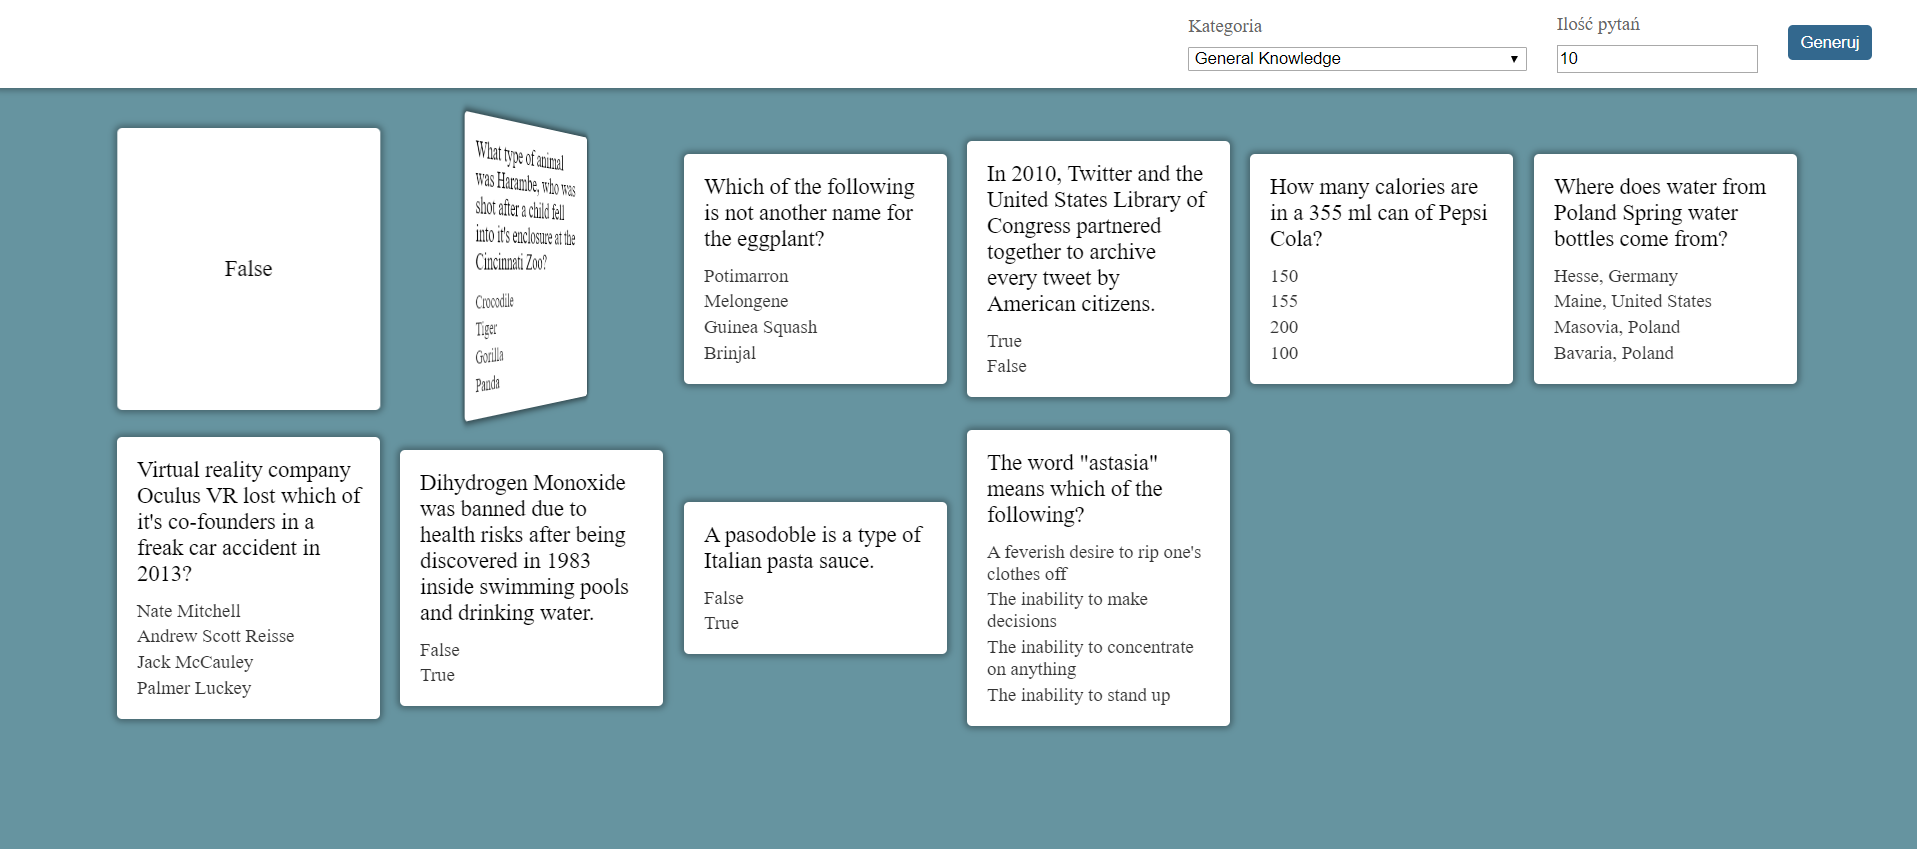 Kategoria
Ilość pytań
General Knowledge
10
Generuj
False
What type of animal
was Harambe, who was
shot after a child fell
into it's enclosure at the
Cincinnati Zoo?
Crocodile
Tiger
Gorilla
Panda
Which of the following
is not another name for
the eggplant?
Potimarron
Melongene
Guinea Squash
Brinjal
In 2010, Twitter and the
United States Library of
Congress partnered
together to archive
every tweet by
American citizens.
True
False
How many calories are
in a 355 ml can of Pepsi
Cola?
150
155
200
100
Where does water from
Poland Spring water
bottles come from?
Hesse, Germany
Maine, United States
Masovia, Poland
Bavaria, Poland
Virtual reality company
Oculus VR lost which of
it's co-founders in a
freak car accident in
2013?
Nate Mitchell
Andrew Scott Reisse
Jack McCauley
Palmer Luckey
Dihydrogen Monoxide
was banned due to
health risks after being
discovered in 1983
inside swimming pools
and drinking water.
False
True
A pasodoble is a type of
Italian pasta sauce.
False
True
The word "astasia"
means which of the
following?
A feverish desire to rip one's
clothes off
The inability to make
decisions
The inability to concentrate
on anything
The inability to stand up